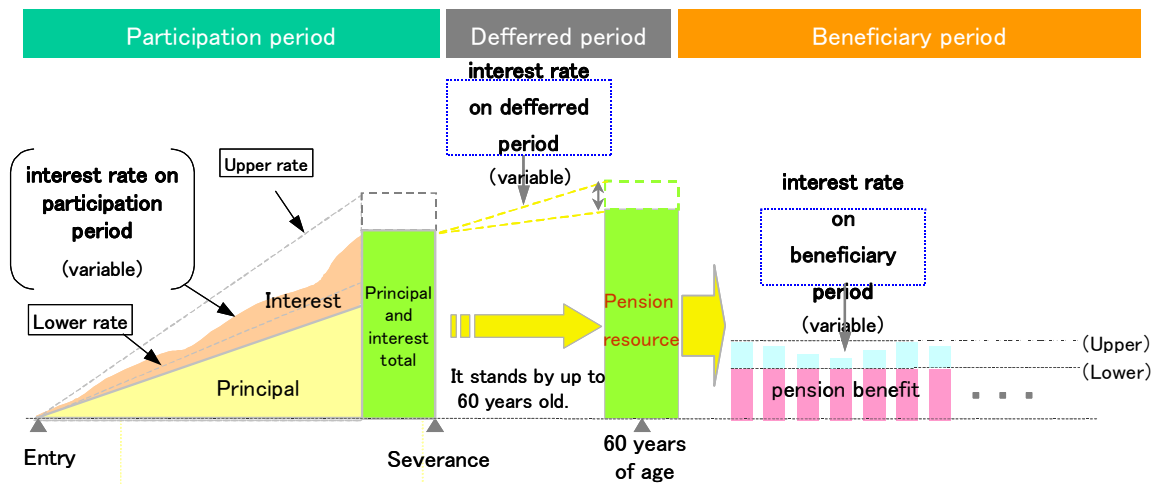 Participation period
Defferred period
Beneficiary period
interest rate
on defferred
period
(variable)
interest rate on
participation
period
(variable)
Upper rate
Lower rate
Interest
Principal
Principal
and
interest
total
It stands by up to
60 years old.
Pension
resource
interest rate
on
beneficiary
period
(variable)
(Upper)
(Lower)
pension benefit
Entry
Severance
60 years
of age